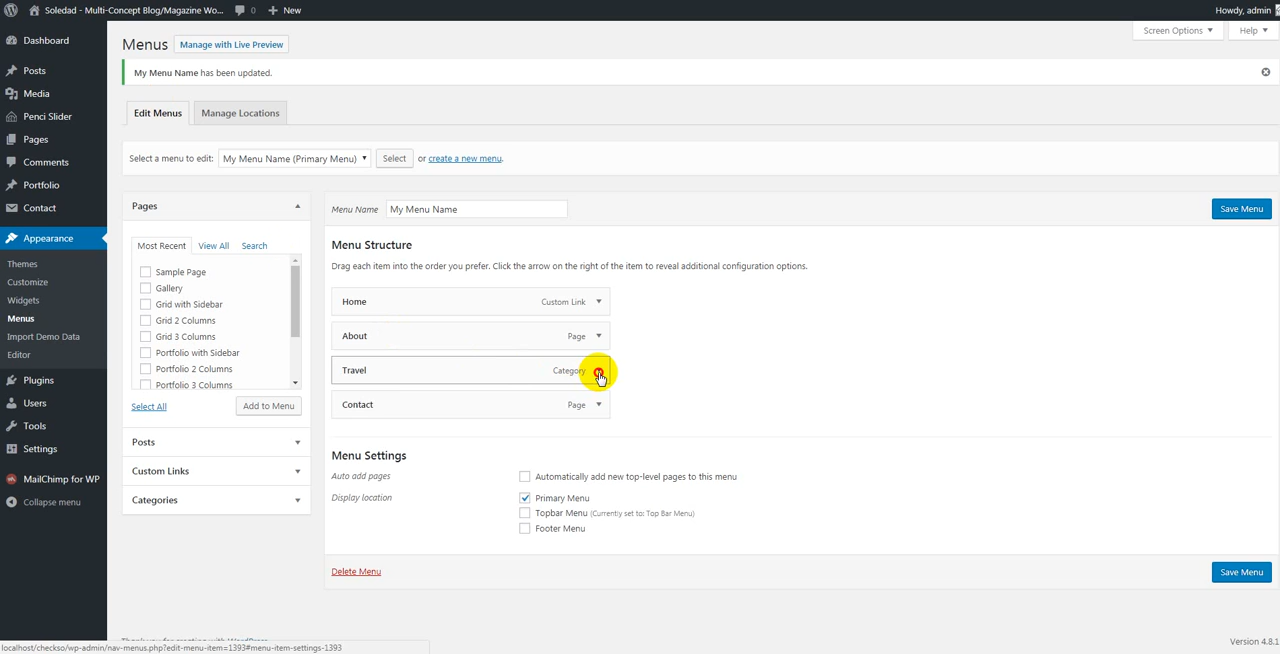 Soledad - Multi-Concept Blog/Magazine Wo... 0 New
Howdy, admin
Dashboard
Posts
Media
Penci Slider
Pages
Comments
Portfolio
Contact
Appearance
Themes
Customize
Widgets
Menus
Import Demo Data
Editor
Plugins
Users
Tools
Settings
MailChimp for WP
Collapse menu
Screen Options
Help
Menus
Manage with Live Preview
My Menu Name has been updated.
Edit Menus
Manage Locations
Select a menu to edit: My Menu Name (Primary Menu) Select or create a new menu.
Pages
Most Recent View All Search
Sample Page
Gallery
Grid with Sidebar
Grid 2 Columns
Grid 3 Columns
Portfolio with Sidebar
Portfolio 2 Columns
Portfolio 3 Columns
Select All
Add to Menu
Posts
Custom Links
Categories
Menu Name My Menu Name
Save Menu
Menu Structure
Drag each item into the order you prefer. Click the arrow on the right of the item to reveal additional configuration options.
Home Custom Link
About Page
Travel Category
Contact Page
Menu Settings
Auto add pages Automatically add new top-level pages to this menu
Display location Primary Menu
Topbar Menu (Currently set to: Top Bar Menu)
Footer Menu
Delete Menu
Save Menu
Thank you for creating with WordPress
Version 4.8.1
localhost/checkso/wp-admin/nav-menus.php?edit-menu-item=1393#menu-item-settings-1393